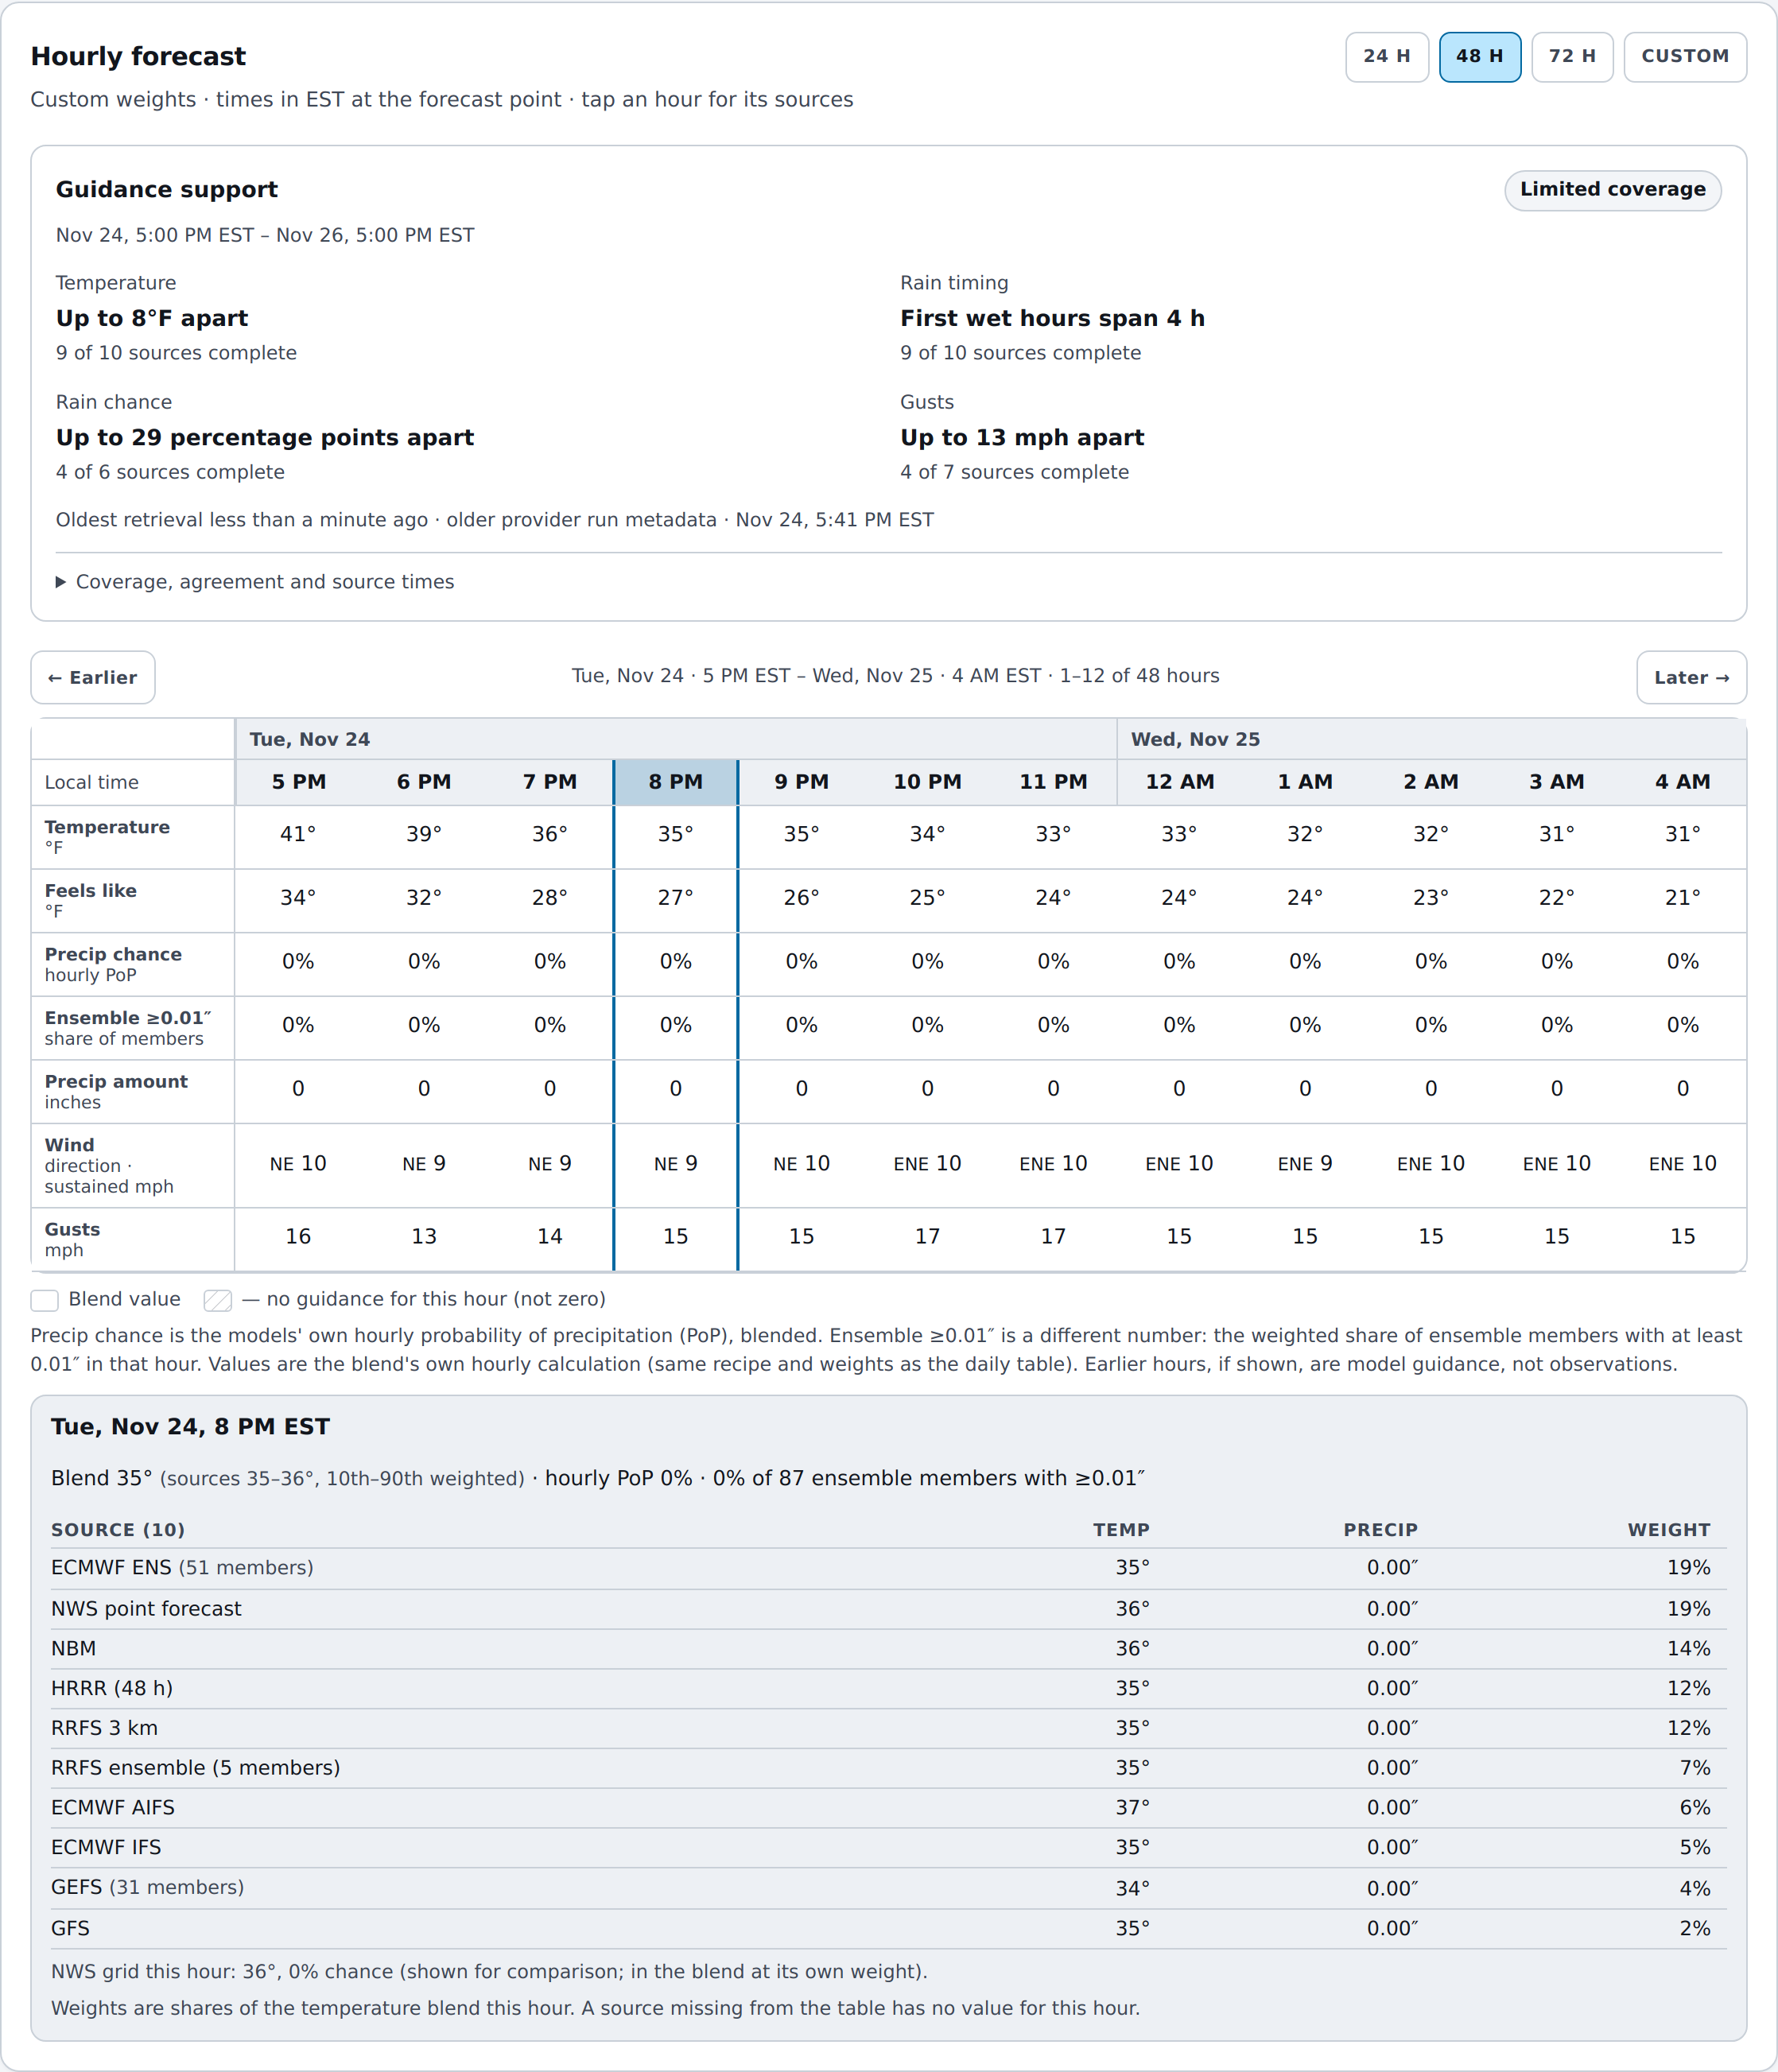 Hourly forecast
24 H 48 H 72 H CUSTOM
Custom weights · times in EST at the forecast point · tap an hour for its sources
Guidance support
Limited coverage
Nov 24, 5:00 PM EST – Nov 26, 5:00 PM EST
Temperature
Up to 8°F apart
9 of 10 sources complete
Rain timing
First wet hours span 4 h
9 of 10 sources complete
Rain chance
Up to 29 percentage points apart
4 of 6 sources complete
Gusts
Up to 13 mph apart
4 of 7 sources complete
Oldest retrieval less than a minute ago · older provider run metadata · Nov 24, 5:41 PM EST
▶ Coverage, agreement and source times
← Earlier
Tue, Nov 24 · 5 PM EST – Wed, Nov 25 · 4 AM EST · 1–12 of 48 hours
Later →
Tue, Nov 24 Wed, Nov 25
Local time 5 PM 6 PM 7 PM 8 PM 9 PM 10 PM 11 PM 12 AM 1 AM 2 AM 3 AM 4 AM
Temperature
°F
41° 39° 36° 35° 35° 34° 33° 33° 32° 32° 31° 31°
Feels like
°F
34° 32° 28° 27° 26° 25° 24° 24° 24° 23° 22° 21°
Precip chance
hourly PoP
0% 0% 0% 0% 0% 0% 0% 0% 0% 0% 0% 0%
Ensemble ≥0.01″
share of members
0% 0% 0% 0% 0% 0% 0% 0% 0% 0% 0% 0%
Precip amount
inches
0 0 0 0 0 0 0 0 0 0 0 0
Wind
direction ·
sustained mph
NE 10 NE 9 NE 9 NE 9 NE 10 ENE 10 ENE 10 ENE 10 ENE 9 ENE 10 ENE 10 ENE 10
Gusts
mph
16 13 14 15 15 17 17 15 15 15 15 15
Blend value — no guidance for this hour (not zero)
Precip chance is the models' own hourly probability of precipitation (PoP), blended. Ensemble ≥0.01″ is a different number: the weighted share of ensemble members with at least
0.01″ in that hour. Values are the blend's own hourly calculation (same recipe and weights as the daily table). Earlier hours, if shown, are model guidance, not observations.
Tue, Nov 24, 8 PM EST
Blend 35° (sources 35–36°, 10th–90th weighted) · hourly PoP 0% · 0% of 87 ensemble members with ≥0.01″
SOURCE (10) TEMP PRECIP WEIGHT
ECMWF ENS (51 members) 35° 0.00″ 19%
NWS point forecast 36° 0.00″ 19%
NBM 36° 0.00″ 14%
HRRR (48 h) 35° 0.00″ 12%
RRFS 3 km 35° 0.00″ 12%
RRFS ensemble (5 members) 35° 0.00″ 7%
ECMWF AIFS 37° 0.00″ 6%
ECMWF IFS 35° 0.00″ 5%
GEFS (31 members) 34° 0.00″ 4%
GFS 35° 0.00″ 2%
NWS grid this hour: 36°, 0% chance (shown for comparison; in the blend at its own weight).
Weights are shares of the temperature blend this hour. A source missing from the table has no value for this hour.